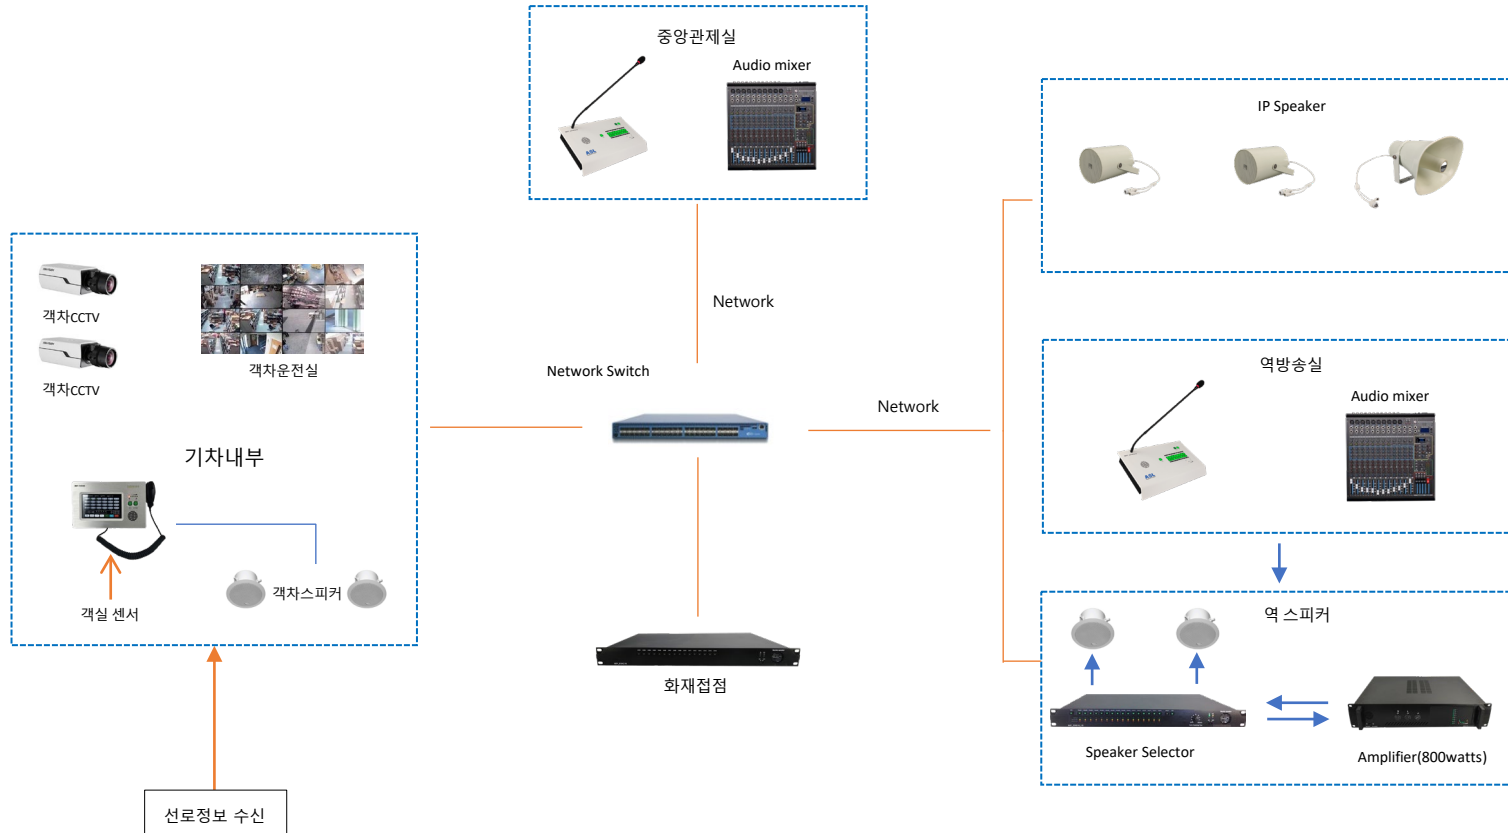 중앙관제실
Audio mixer
IP Speaker
객차CCTV
객차CCTV
객차운전실
Network
Network Switch
Network
역방송실
Audio mixer
기차내부
객차스피커
객실 센서
역 스피커
화재접점
Speaker Selector
Amplifier(800watts)
선로정보 수신